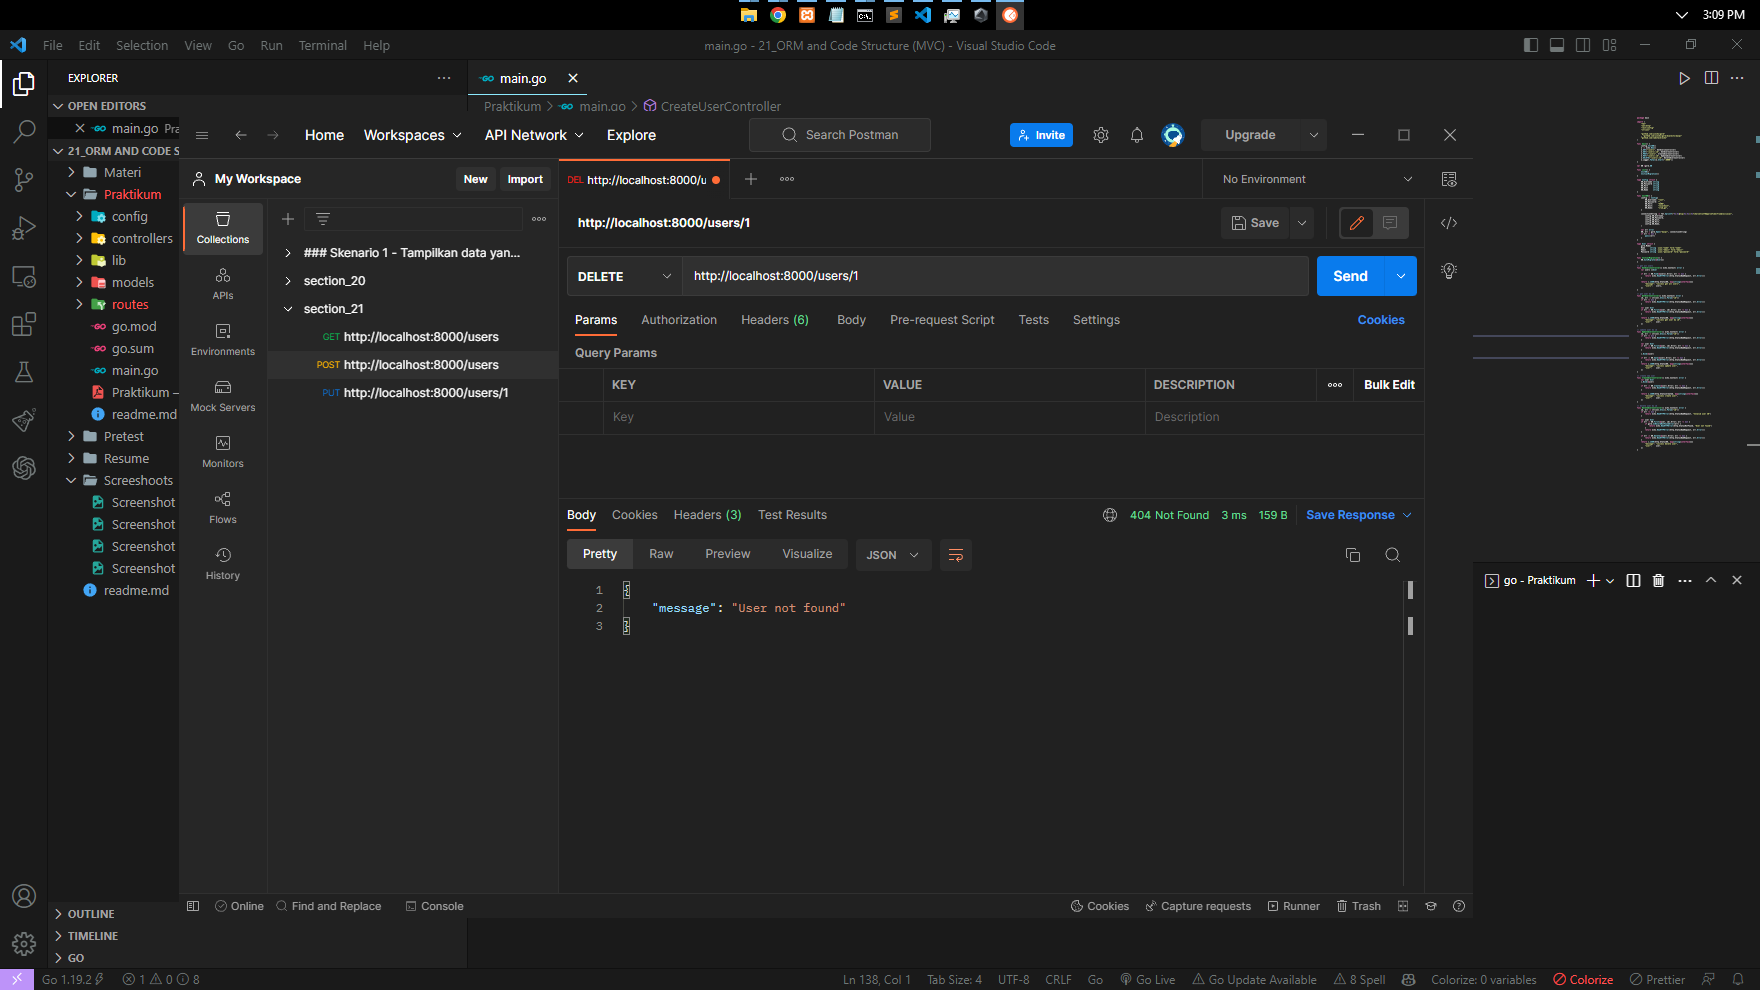 3:09 PM
File Edit Selection View Go Run Terminal Help
main.go - 21_ORM and Code Structure (MVC) - Visual Studio Code
EXPLORER
OPEN EDITORS
main.go Pra
21_ORM AND CODE S
Materi
Praktikum
config
controllers
lib
models
routes
go.mod
go.sum
main.go
Praktikum –
readme.md
Pretest
Resume
Screeshoots
Screenshot
Screenshot
Screenshot
Screenshot
readme.md
OUTLINE
TIMELINE
GO
main.go
Praktikum > main.go > CreateUserController
Home Workspaces API Network Explore
Search Postman
Invite
Upgrade
My Workspace
New Import
Collections
APIs
Environments
Mock Servers
Monitors
Flows
History
### Skenario 1 - Tampilkan data yan...
section_20
section_21
GET http://localhost:8000/users
POST http://localhost:8000/users
PUT http://localhost:8000/users/1
DEL http://localhost:8000/u
No Environment
http://localhost:8000/users/1
Save
DELETE http://localhost:8000/users/1
Send
Params Authorization Headers (6) Body Pre-request Script Tests Settings Cookies
Query Params
KEY VALUE DESCRIPTION Bulk Edit
Key Value Description
Body Cookies Headers (3) Test Results 404 Not Found 3 ms 159 B Save Response
Pretty Raw Preview Visualize JSON
1 {
2 "message": "User not found"
3 }
go - Praktikum
Online Find and Replace Console Cookies Capture requests Runner Trash
Go 1.19.2 1 0 8 Ln 138, Col 1 Tab Size: 4 UTF-8 CRLF Go Go Live Go Update Available 8 Spell Colorize: 0 variables Colorize Prettier